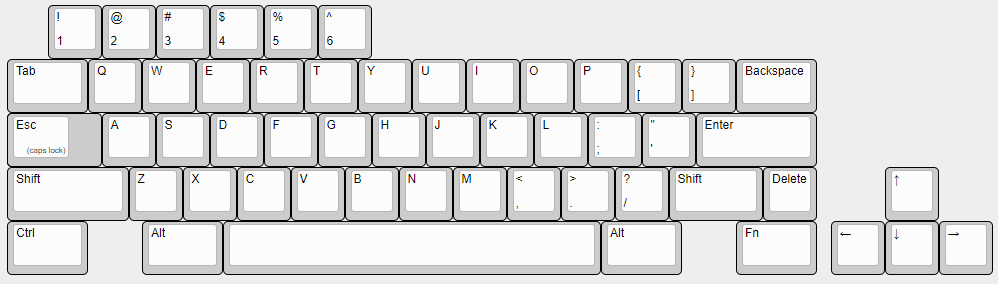 ! @ # $ % ^
1 2 3 4 5 6
Tab Q W E R T Y U I O P { } Backspace
[ ]
Esc A S D F G H J K L : " Enter
(caps lock) ; '
Shift Z X C V B N M < > ? Shift Delete ↑
, . /
Ctrl Alt Alt Fn ← ↓ →